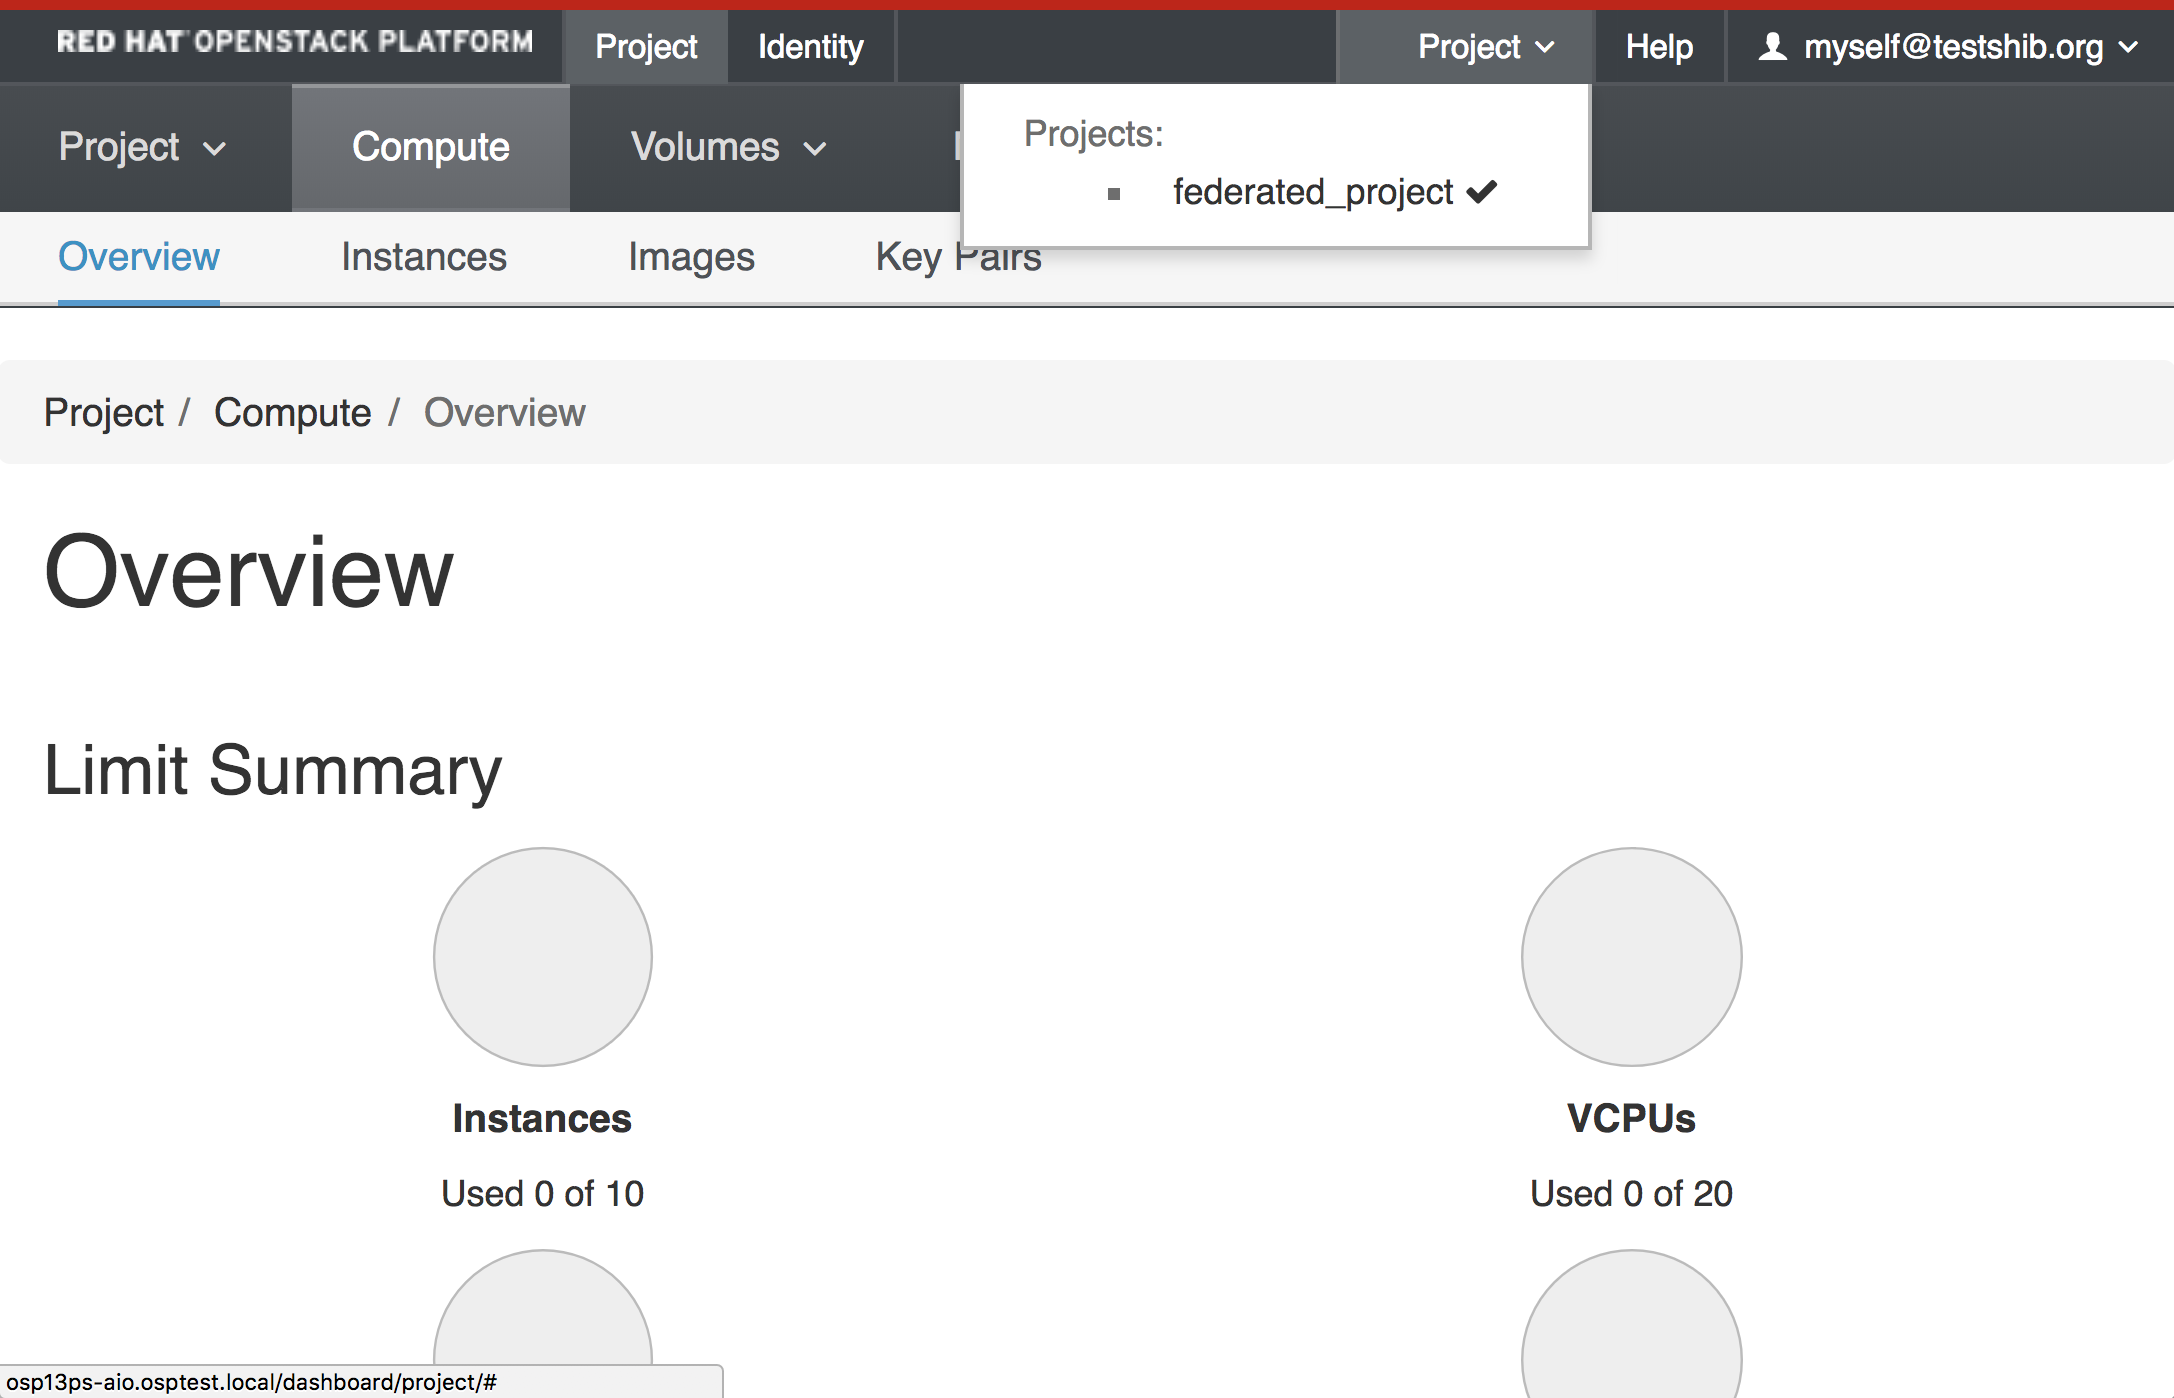 RED HAT OPENSTACK PLATFORM Project Identity Project Help myself@testshib.org
Project Compute Volumes
Projects:
federated_project
Overview Instances Images Key Pairs
Project / Compute / Overview
Overview
Limit Summary
Instances VCPUs
Used 0 of 10 Used 0 of 20
osp13ps-aio.osptest.local/dashboard/project/#